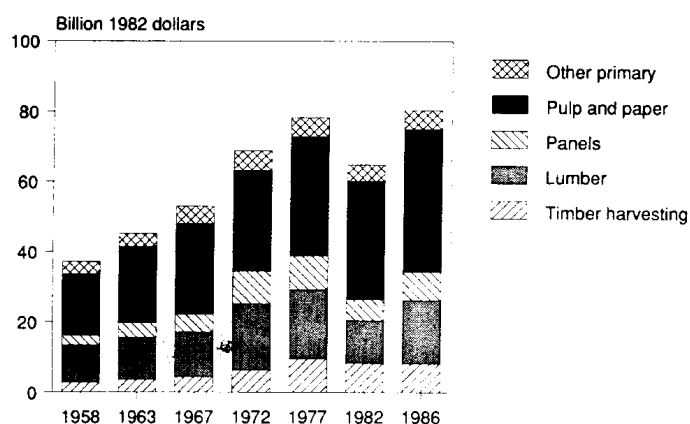 Billion 1982 dollars
100
80
60
40
20
0
1958 1963 1967 1972 1977 1982 1986
Other primary
Pulp and paper
Panels
Lumber
Timber harvesting